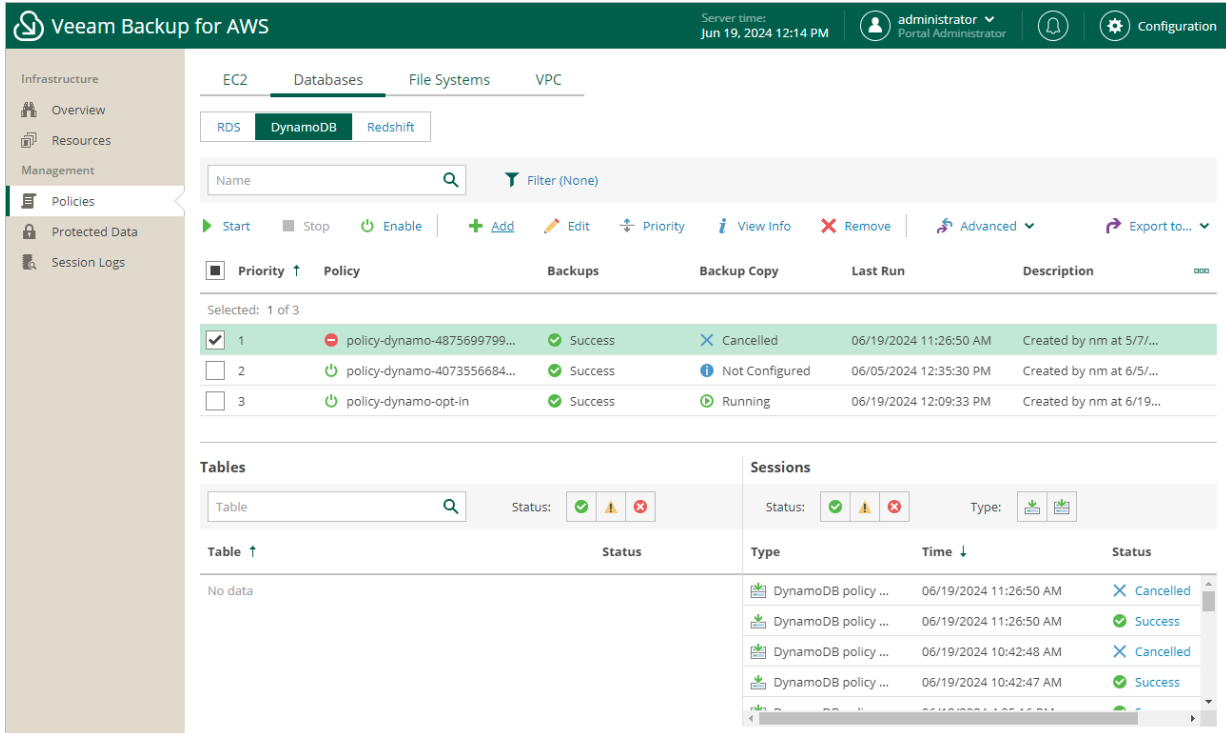 Veeam Backup for AWS
Server time:
Jun 19, 2024 12:14 PM
administrator
Portal Administrator
Configuration
Infrastructure
Overview
Resources
Management
Policies
Protected Data
Session Logs
EC2 Databases File Systems VPC
RDS DynamoDB Redshift
Name Filter (None)
Start Stop Enable Add Edit Priority View Info Remove Advanced Export to...
Priority Policy Backups Backup Copy Last Run Description
Selected: 1 of 3
1 policy-dynamo-4875699799... Success Cancelled 06/19/2024 11:26:50 AM Created by nm at 5/7/...
2 policy-dynamo-4073556684... Success Not Configured 06/05/2024 12:35:30 PM Created by nm at 6/5/...
3 policy-dynamo-opt-in Success Running 06/19/2024 12:09:33 PM Created by nm at 6/19...
Tables
Table Status:
Table Status
No data
Sessions
Status: Type:
Type Time Status
DynamoDB policy ... 06/19/2024 11:26:50 AM Cancelled
DynamoDB policy ... 06/19/2024 11:26:50 AM Success
DynamoDB policy ... 06/19/2024 10:42:48 AM Cancelled
DynamoDB policy ... 06/19/2024 10:42:47 AM Success